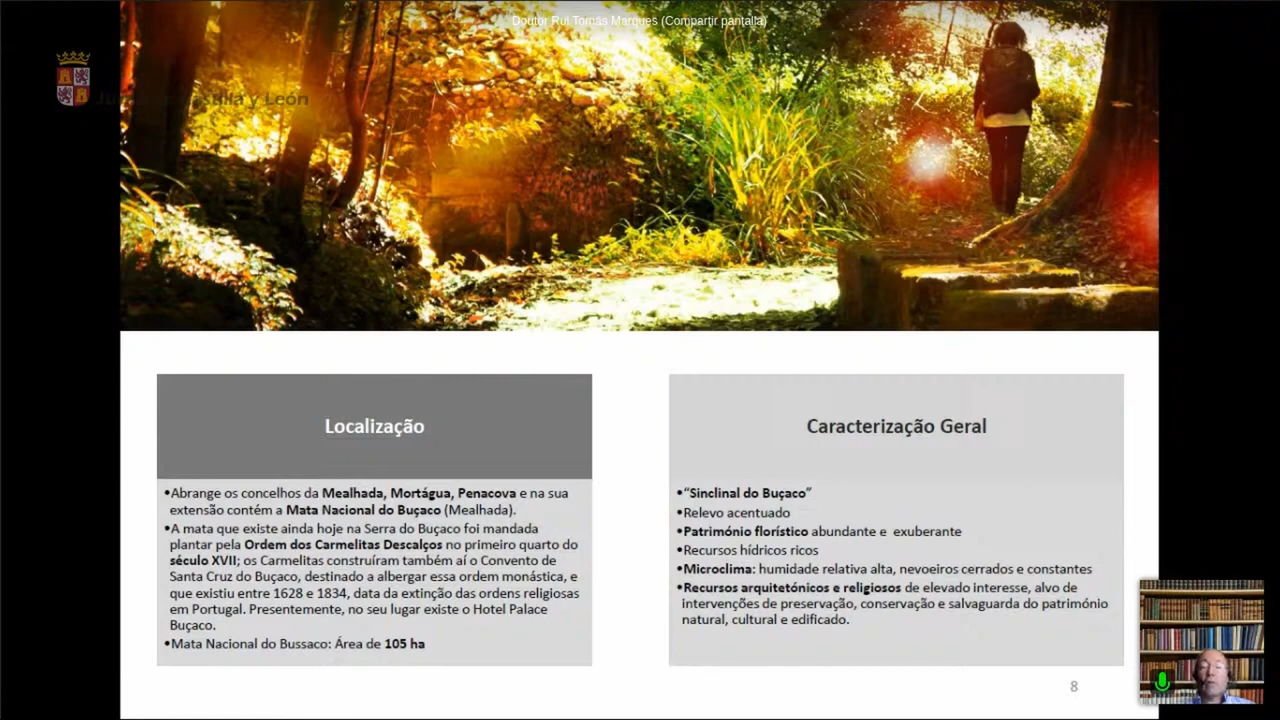 Doutor Rui Tomás Marques (Compartir pantalla)
Junta de Castilla y León
Localização
•Abrange os concelhos da Mealhada, Mortágua, Penacova e na sua
extensão contém a Mata Nacional do Buçaco (Mealhada).
•A mata que existe ainda hoje na Serra do Buçaco foi mandada
plantar pela Ordem dos Carmelitas Descalços no primeiro quarto do
século XVII; os Carmelitas construíram também aí o Convento de
Santa Cruz do Buçaco, destinado a albergar essa ordem monástica, e
que existiu entre 1628 e 1834, data da extinção das ordens religiosas
em Portugal. Presentemente, no seu lugar existe o Hotel Palace
Buçaco.
•Mata Nacional do Bussaco: Área de 105 ha
Caracterização Geral
•“Sinclinal do Buçaco”
•Relevo acentuado
•Património florístico abundante e exuberante
•Recursos hídricos ricos
•Microclima: humidade relativa alta, nevoeiros cerrados e constantes
•Recursos arquitetónicos e religiosos de elevado interesse, alvo de
intervenções de preservação, conservação e salvaguarda do património
natural, cultural e edificado.
8